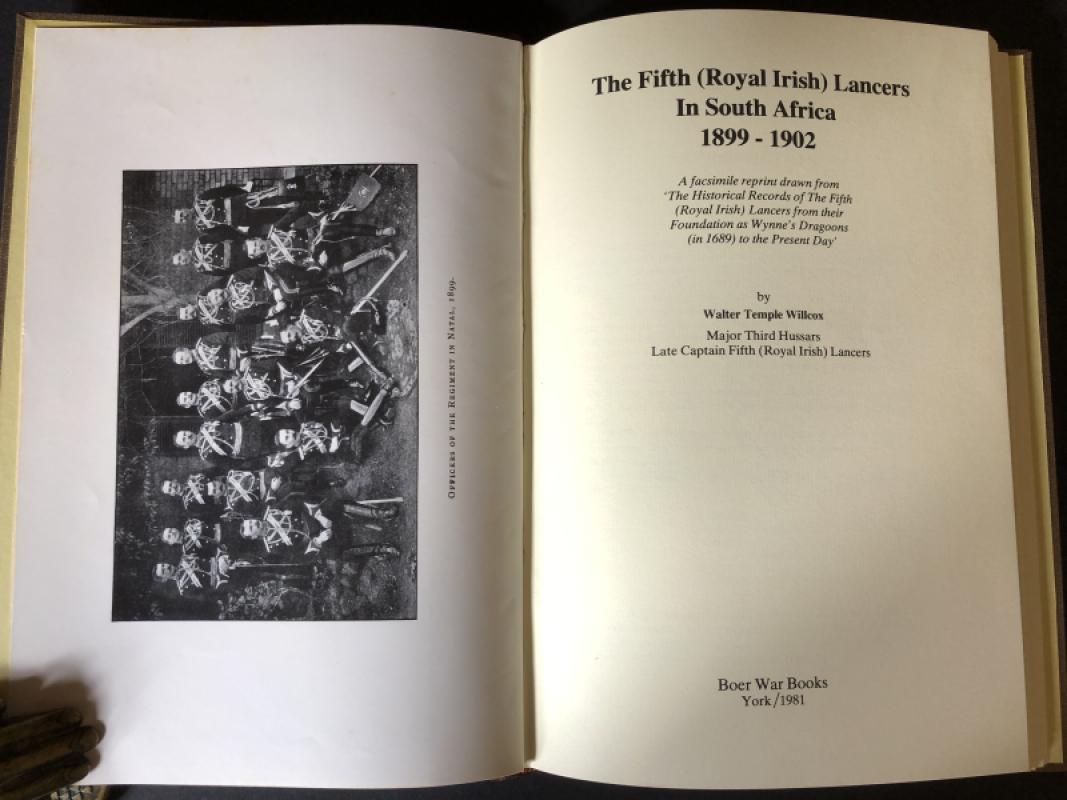 OFFICERS OF THE REGIMENT IN NATAL, 1899.
The Fifth (Royal Irish) Lancers
In South Africa
1899 - 1902
A facsimile reprint drawn from
'The Historical Records of The Fifth
(Royal Irish) Lancers from their
Foundation as Wynne's Dragoons
(in 1689) to the Present Day'
by
Walter Temple Willcox
Major Third Hussars
Late Captain Fifth (Royal Irish) Lancers
Boer War Books
York/1981